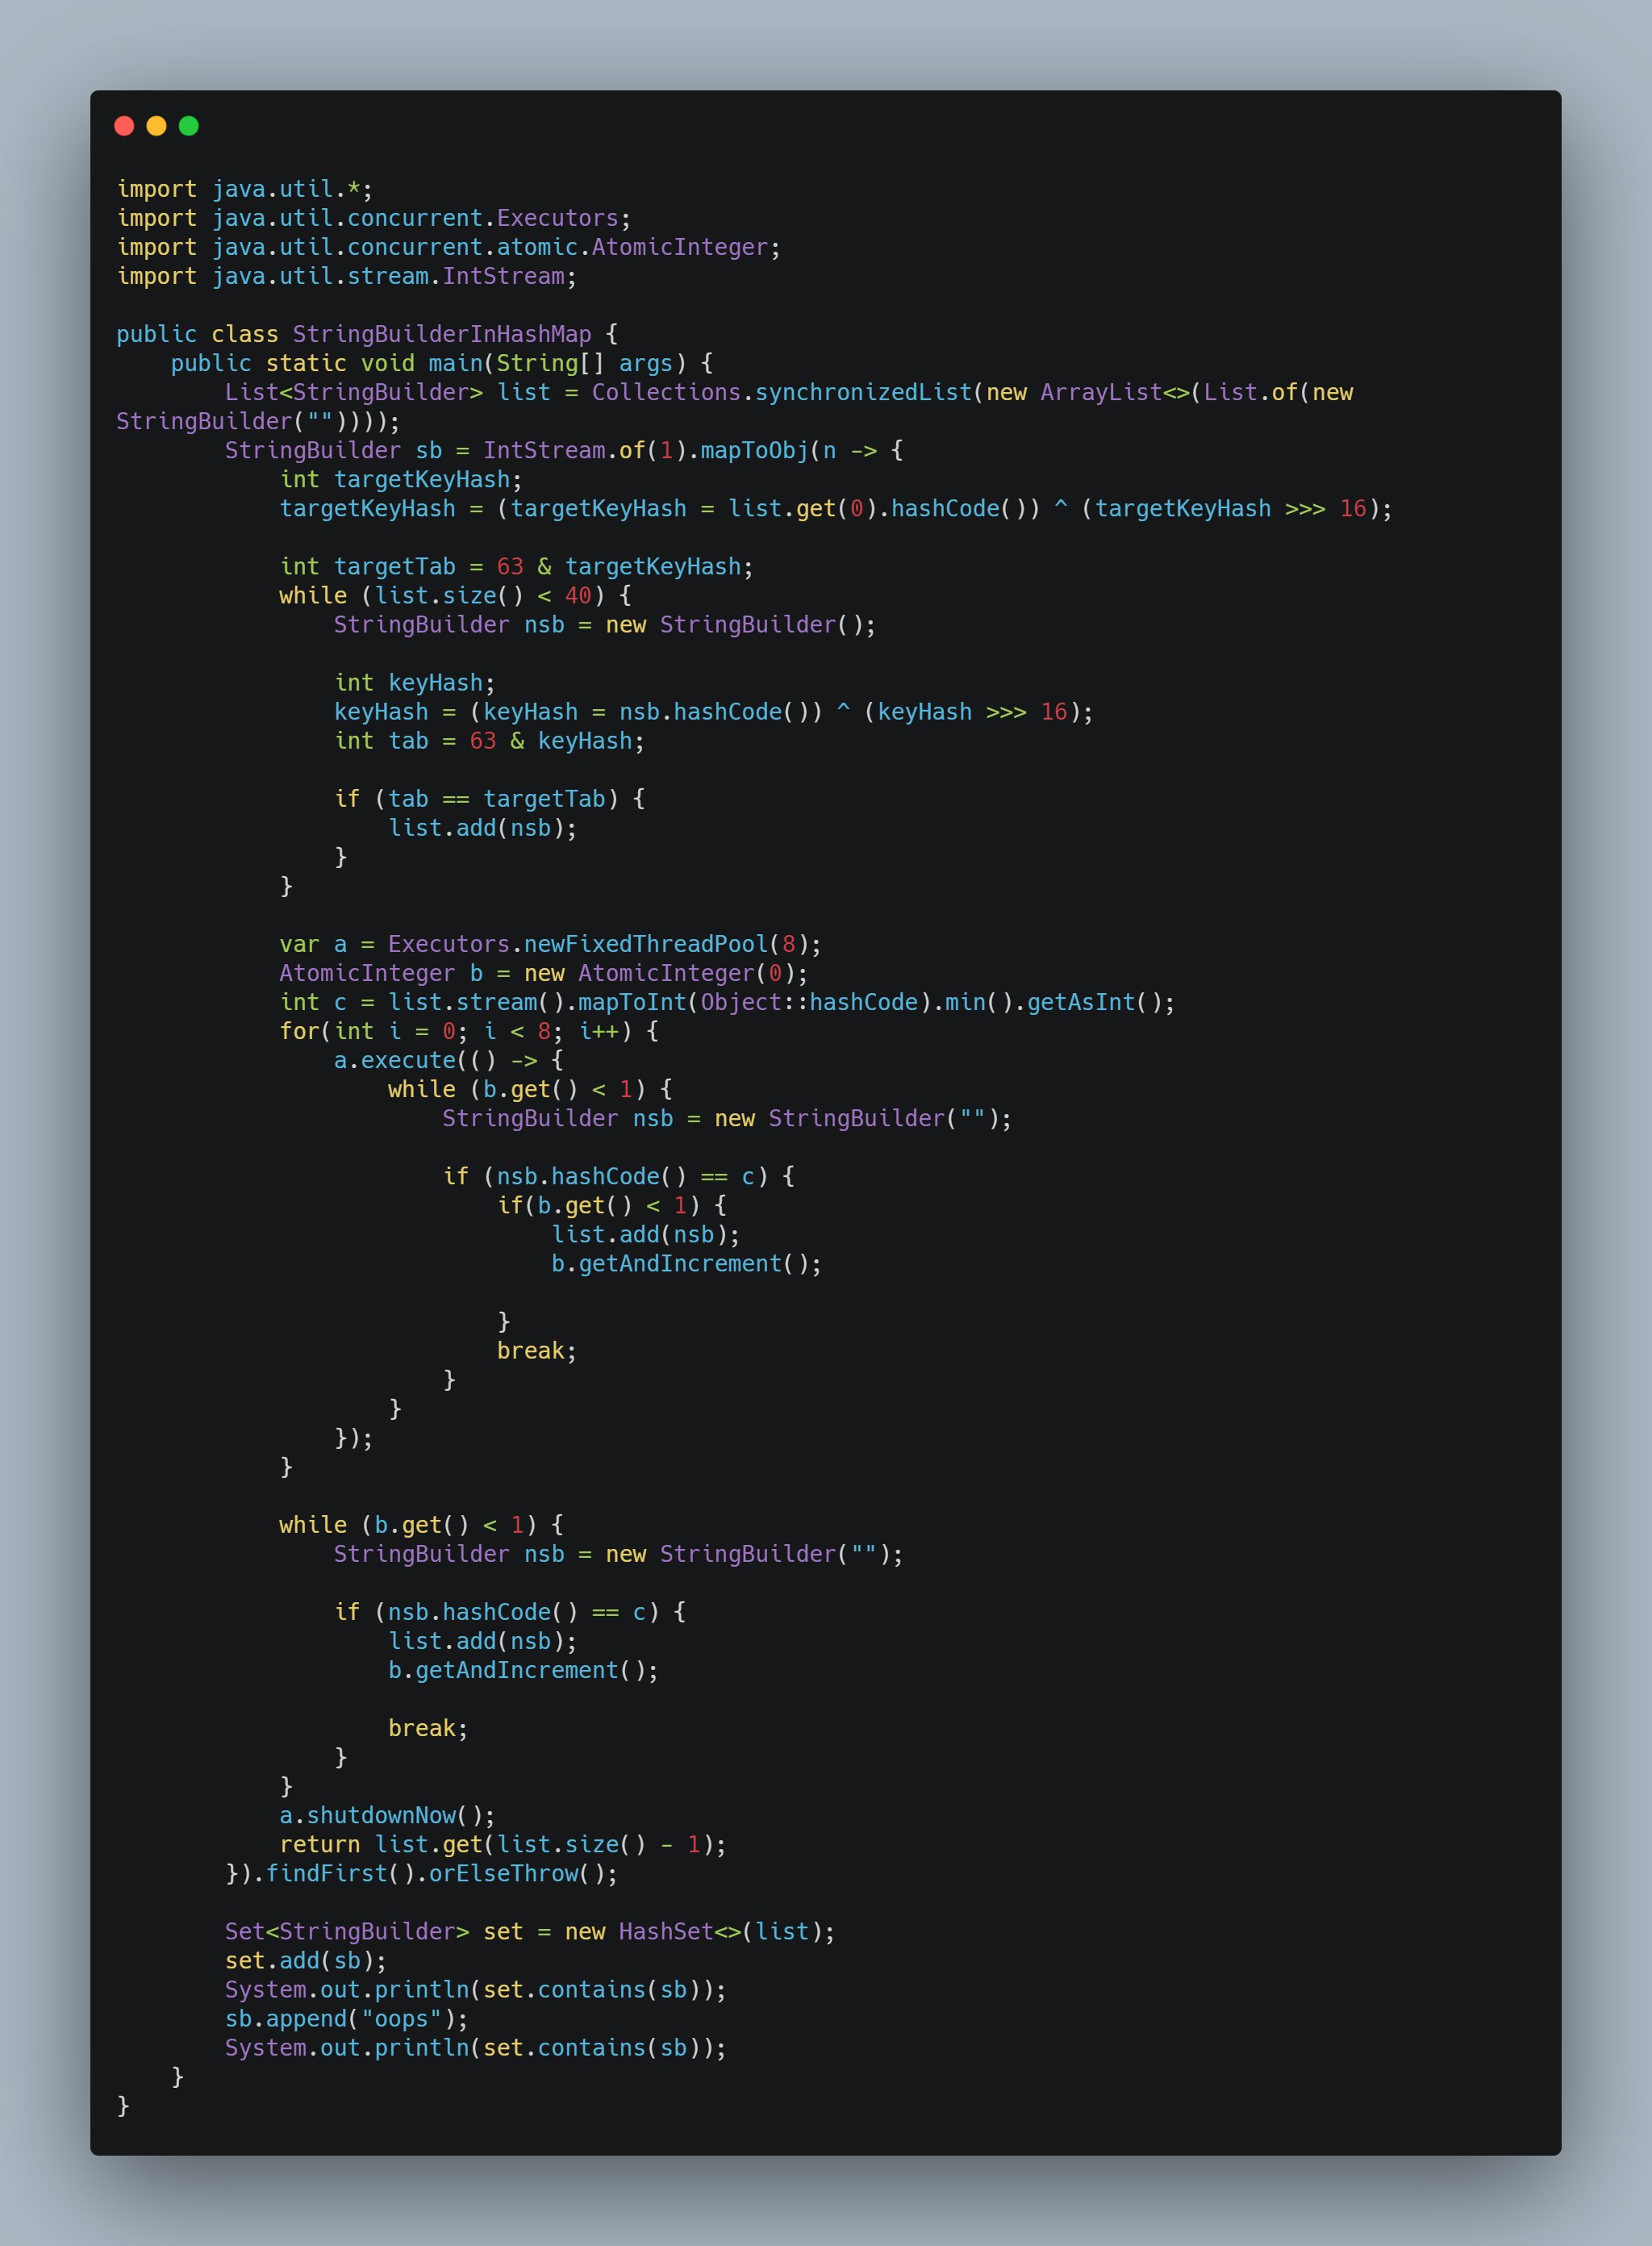 import java.util.*;
import java.util.concurrent.Executors;
import java.util.concurrent.atomic.AtomicInteger;
import java.util.stream.IntStream;

public class StringBuilderInHashMap {
    public static void main(String[] args) {
        List<StringBuilder> list = Collections.synchronizedList(new ArrayList<>(List.of(new
StringBuilder(""))));
        StringBuilder sb = IntStream.of(1).mapToObj(n -> {
            int targetKeyHash;
            targetKeyHash = (targetKeyHash = list.get(0).hashCode()) ^ (targetKeyHash >>> 16);

            int targetTab = 63 & targetKeyHash;
            while (list.size() < 40) {
                StringBuilder nsb = new StringBuilder();

                int keyHash;
                keyHash = (keyHash = nsb.hashCode()) ^ (keyHash >>> 16);
                int tab = 63 & keyHash;

                if (tab == targetTab) {
                    list.add(nsb);
                }
            }

            var a = Executors.newFixedThreadPool(8);
            AtomicInteger b = new AtomicInteger(0);
            int c = list.stream().mapToInt(Object::hashCode).min().getAsInt();
            for(int i = 0; i < 8; i++) {
                a.execute(() -> {
                    while (b.get() < 1) {
                        StringBuilder nsb = new StringBuilder("");

                        if (nsb.hashCode() == c) {
                            if(b.get() < 1) {
                                list.add(nsb);
                                b.getAndIncrement();

                            }
                            break;
                        }
                    }
                });
            }

            while (b.get() < 1) {
                StringBuilder nsb = new StringBuilder("");

                if (nsb.hashCode() == c) {
                    list.add(nsb);
                    b.getAndIncrement();

                    break;
                }
            }
            a.shutdownNow();
            return list.get(list.size() - 1);
        }).findFirst().orElseThrow();

        Set<StringBuilder> set = new HashSet<>(list);
        set.add(sb);
        System.out.println(set.contains(sb));
        sb.append("oops");
        System.out.println(set.contains(sb));
    }
}